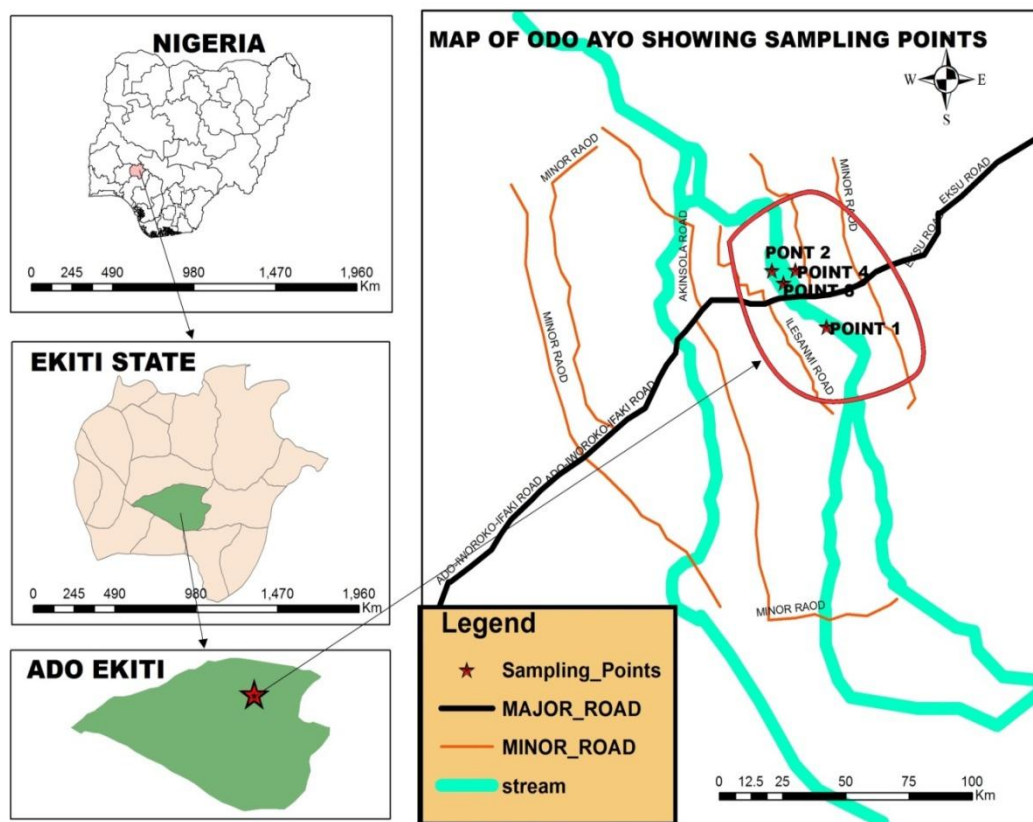 NIGERIA
0 245 490 980 1,470 1,960
Km
EKITI STATE
0 245 490 980 1,470 1,960
Km
ADO EKITI
MAP OF ODO AYO SHOWING SAMPLING POINTS
N
W E
S
MINOR RAOD
MINOR RAOD
EKSU ROAD
EKSU ROAD
AKINSOLA ROAD
PONT 2
POINT 4
POINT 3
POINT 1
ILESANMI ROAD
MINOR RAOD
ADO-IWOROKO-IFAKI ROAD
ADO-IWOROKO-IFAKI ROAD
MINOR RAOD
Legend
Sampling_Points
MAJOR_ROAD
MINOR_ROAD
stream
0 12.5 25 50 75 100
Km